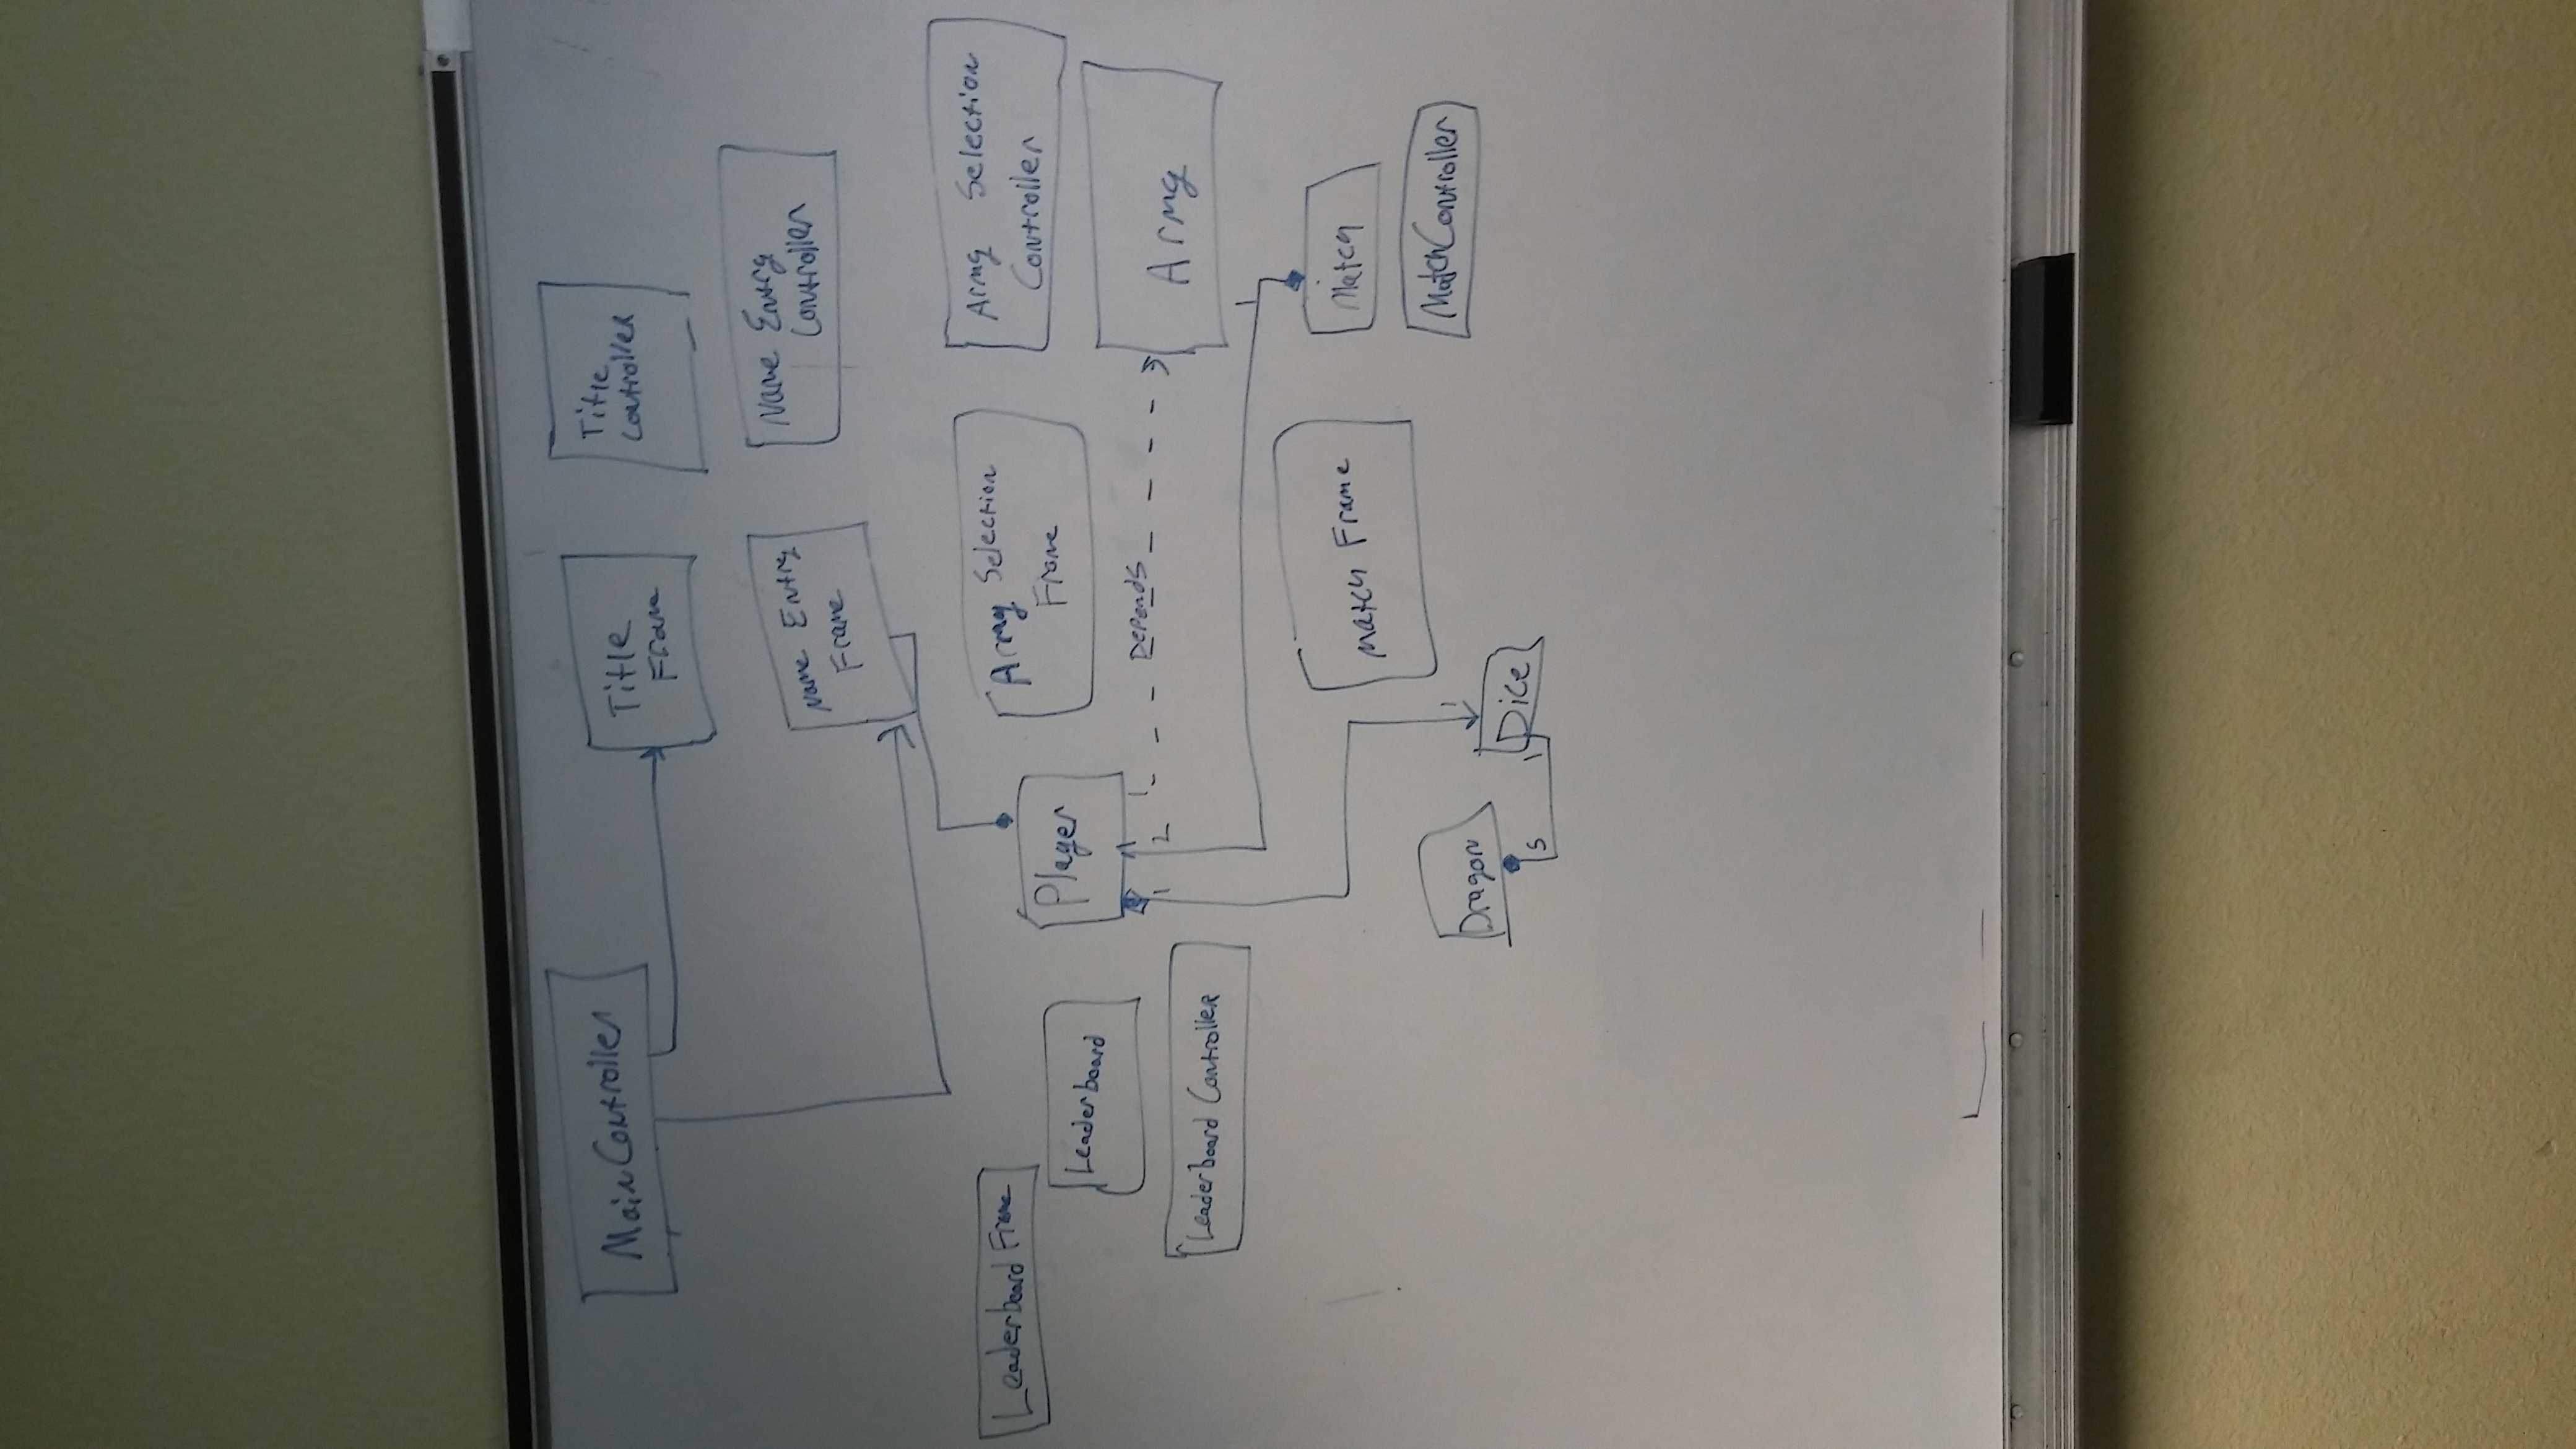 MainController
Title
Frame
Title
Controller
Name Entry
Frame
Name Entry
Controller
Leaderboard Frame
Leaderboard
Leaderboard Controller
Player
Army Selection
Frame
Army Selection
Controller
1 2 1
Depends
Army
1
Match Frame
Match
MatchController
Dragon
1
Dice
5 1